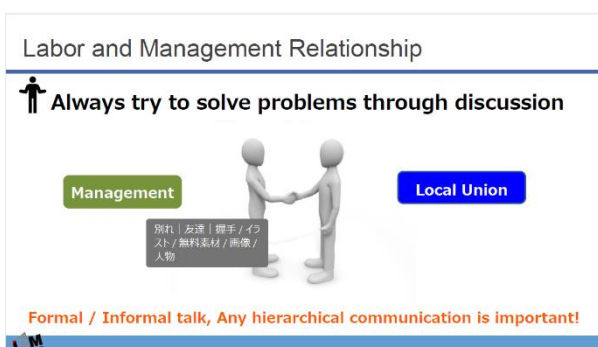 Labor and Management Relationship
Always try to solve problems through discussion
Management
Local Union
別れ | 友達 | 握手 / イラ
スト / 無料素材 / 画像 /
人物
Formal / Informal talk, Any hierarchical communication is important!